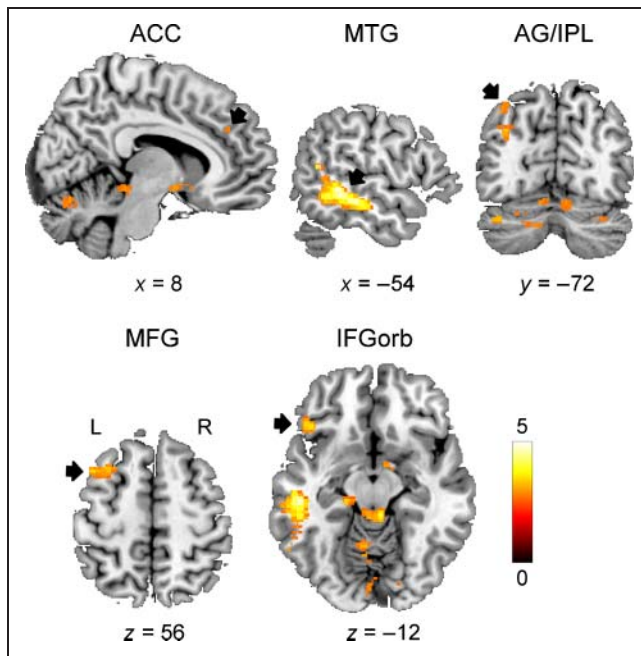 ACC
MTG
AG/IPL
x = 8
x = –54
y = –72
MFG
IFGorb
L
R
5
0
z = 56
z = –12